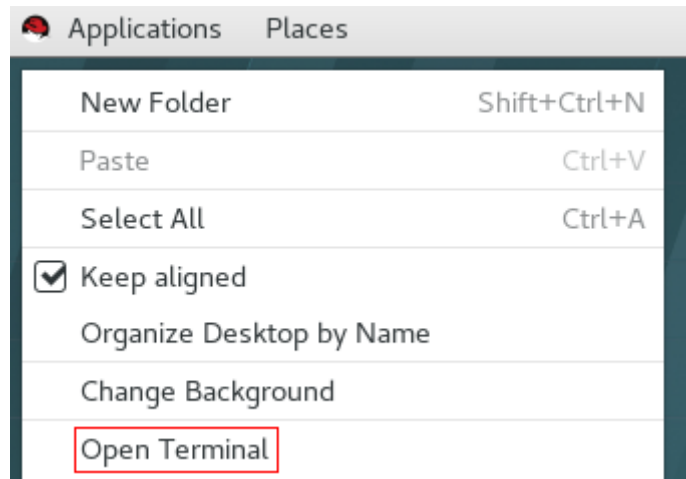 Applications Places
New Folder Shift+Ctrl+N
Paste Ctrl+V
Select All Ctrl+A
Keep aligned
Organize Desktop by Name
Change Background
Open Terminal